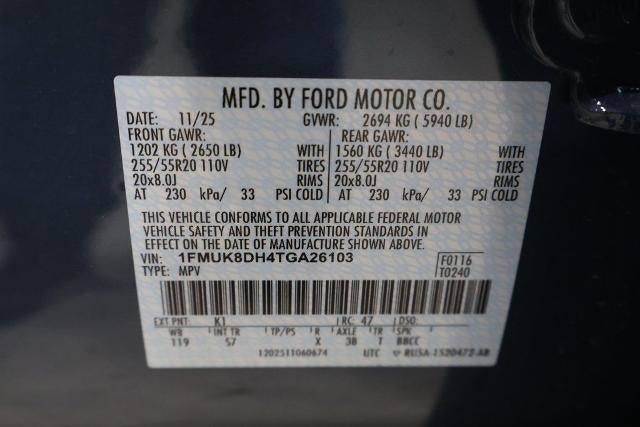 MFD. BY FORD MOTOR CO.
DATE: 11/25 GVWR: 2694 KG ( 5940 LB)
FRONT GAWR: REAR GAWR:
1202 KG ( 2650 LB) WITH 1560 KG ( 3440 LB) WITH
255/55R20 110V TIRES 255/55R20 110V TIRES
20x8.0J RIMS 20x8.0J RIMS
AT 230 kPa/ 33 PSI COLD AT 230 kPa/ 33 PSI COLD
THIS VEHICLE CONFORMS TO ALL APPLICABLE FEDERAL MOTOR
VEHICLE SAFETY AND THEFT PREVENTION STANDARDS IN
EFFECT ON THE DATE OF MANUFACTURE SHOWN ABOVE.
VIN: 1FMUK8DH4TGA26103 F0116
TYPE: MPV T0240
EXT PNT: K1 RC: 47 DSO:
WB INT TR TP/PS R AXLE TR SPR
119 S7 X 3B T BBCC
1202511060674 UTC RU5A-1520472-AB